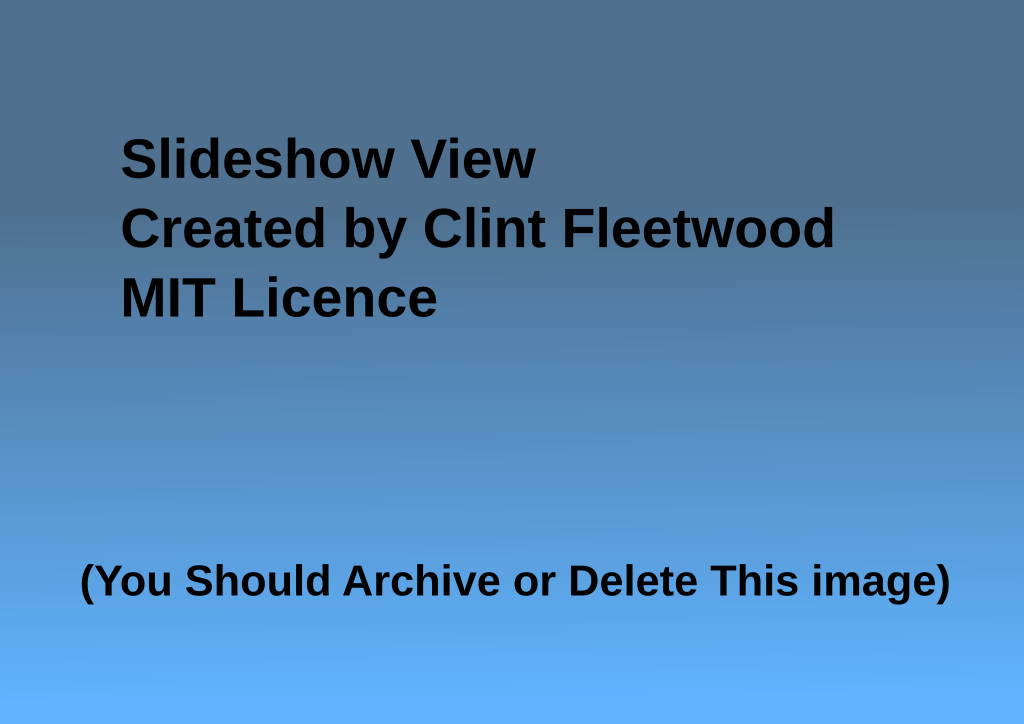 Slideshow View
Created by Clint Fleetwood
MIT Licence
(You Should Archive or Delete This image)